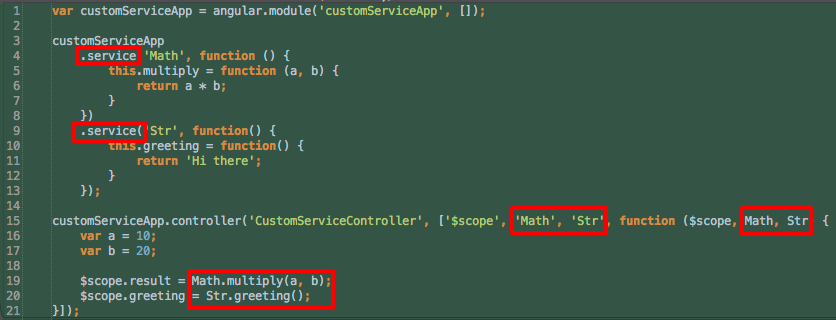 1 var customServiceApp = angular.module('customServiceApp', []);
2
3 customServiceApp
4 .service 'Math', function () {
5 this.multiply = function (a, b) {
6 return a * b;
7 }
8 })
9 .service('Str', function() {
10 this.greeting = function() {
11 return 'Hi there';
12 }
13 });
14
15 customServiceApp.controller('CustomServiceController', ['$scope', 'Math', 'Str', function ($scope, Math, Str {
16 var a = 10;
17 var b = 20;
18
19 $scope.result = Math.multiply(a, b);
20 $scope.greeting = Str.greeting();
21 }]);